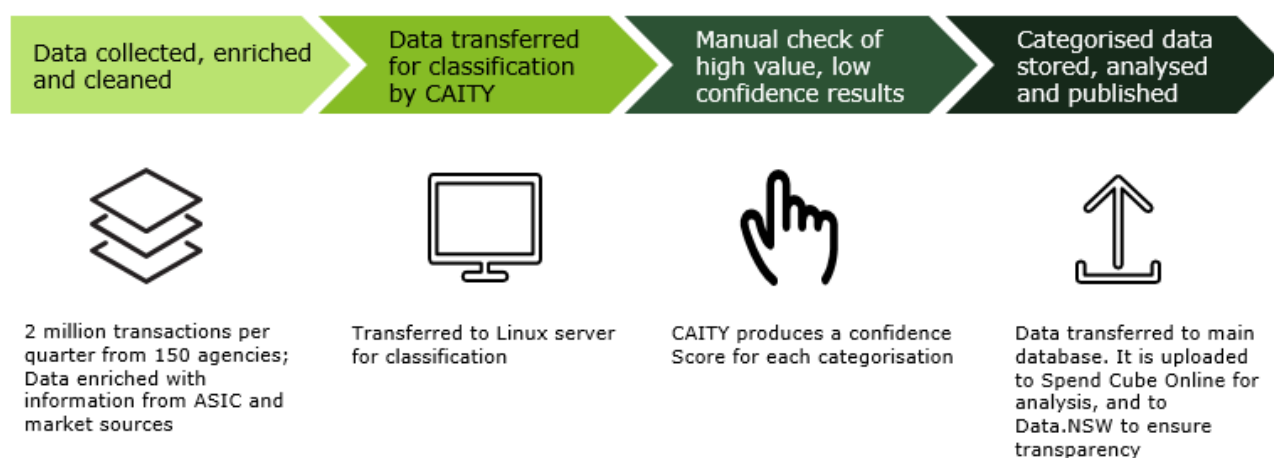 Data collected, enriched
and cleaned
Data transferred
for classification
by CAITY
Manual check of
high value, low
confidence results
Categorised data
stored, analysed
and published
2 million transactions per
quarter from 150 agencies;
Data enriched with
information from ASIC and
market sources
Transferred to Linux server
for classification
CAITY produces a confidence
Score for each categorisation
Data transferred to main
database. It is uploaded
to Spend Cube Online for
analysis, and to
Data.NSW to ensure
transparency